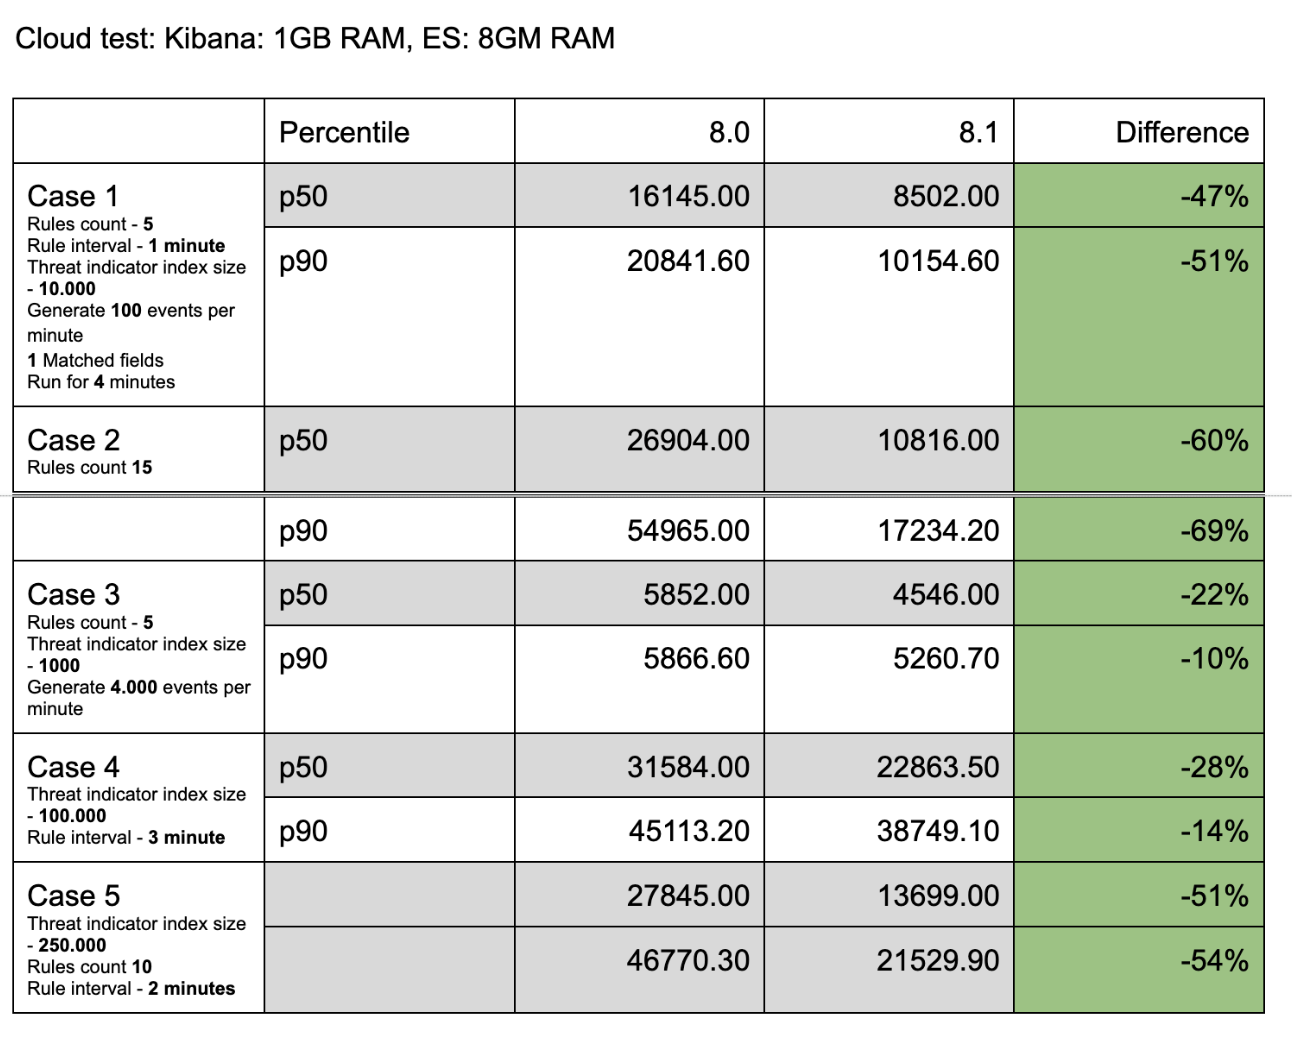 Cloud test: Kibana: 1GB RAM, ES: 8GM RAM
Percentile 8.0 8.1 Difference
Case 1
Rules count - 5
Rule interval - 1 minute
Threat indicator index size
- 10.000
Generate 100 events per
minute
1 Matched fields
Run for 4 minutes
p50 16145.00 8502.00 -47%
p90 20841.60 10154.60 -51%
Case 2
Rules count 15
p50 26904.00 10816.00 -60%
p90 54965.00 17234.20 -69%
Case 3
Rules count - 5
Threat indicator index size
- 1000
Generate 4.000 events per
minute
p50 5852.00 4546.00 -22%
p90 5866.60 5260.70 -10%
Case 4
Threat indicator index size
- 100.000
Rule interval - 3 minute
p50 31584.00 22863.50 -28%
p90 45113.20 38749.10 -14%
Case 5
Threat indicator index size
- 250.000
Rules count 10
Rule interval - 2 minutes
27845.00 13699.00 -51%
46770.30 21529.90 -54%